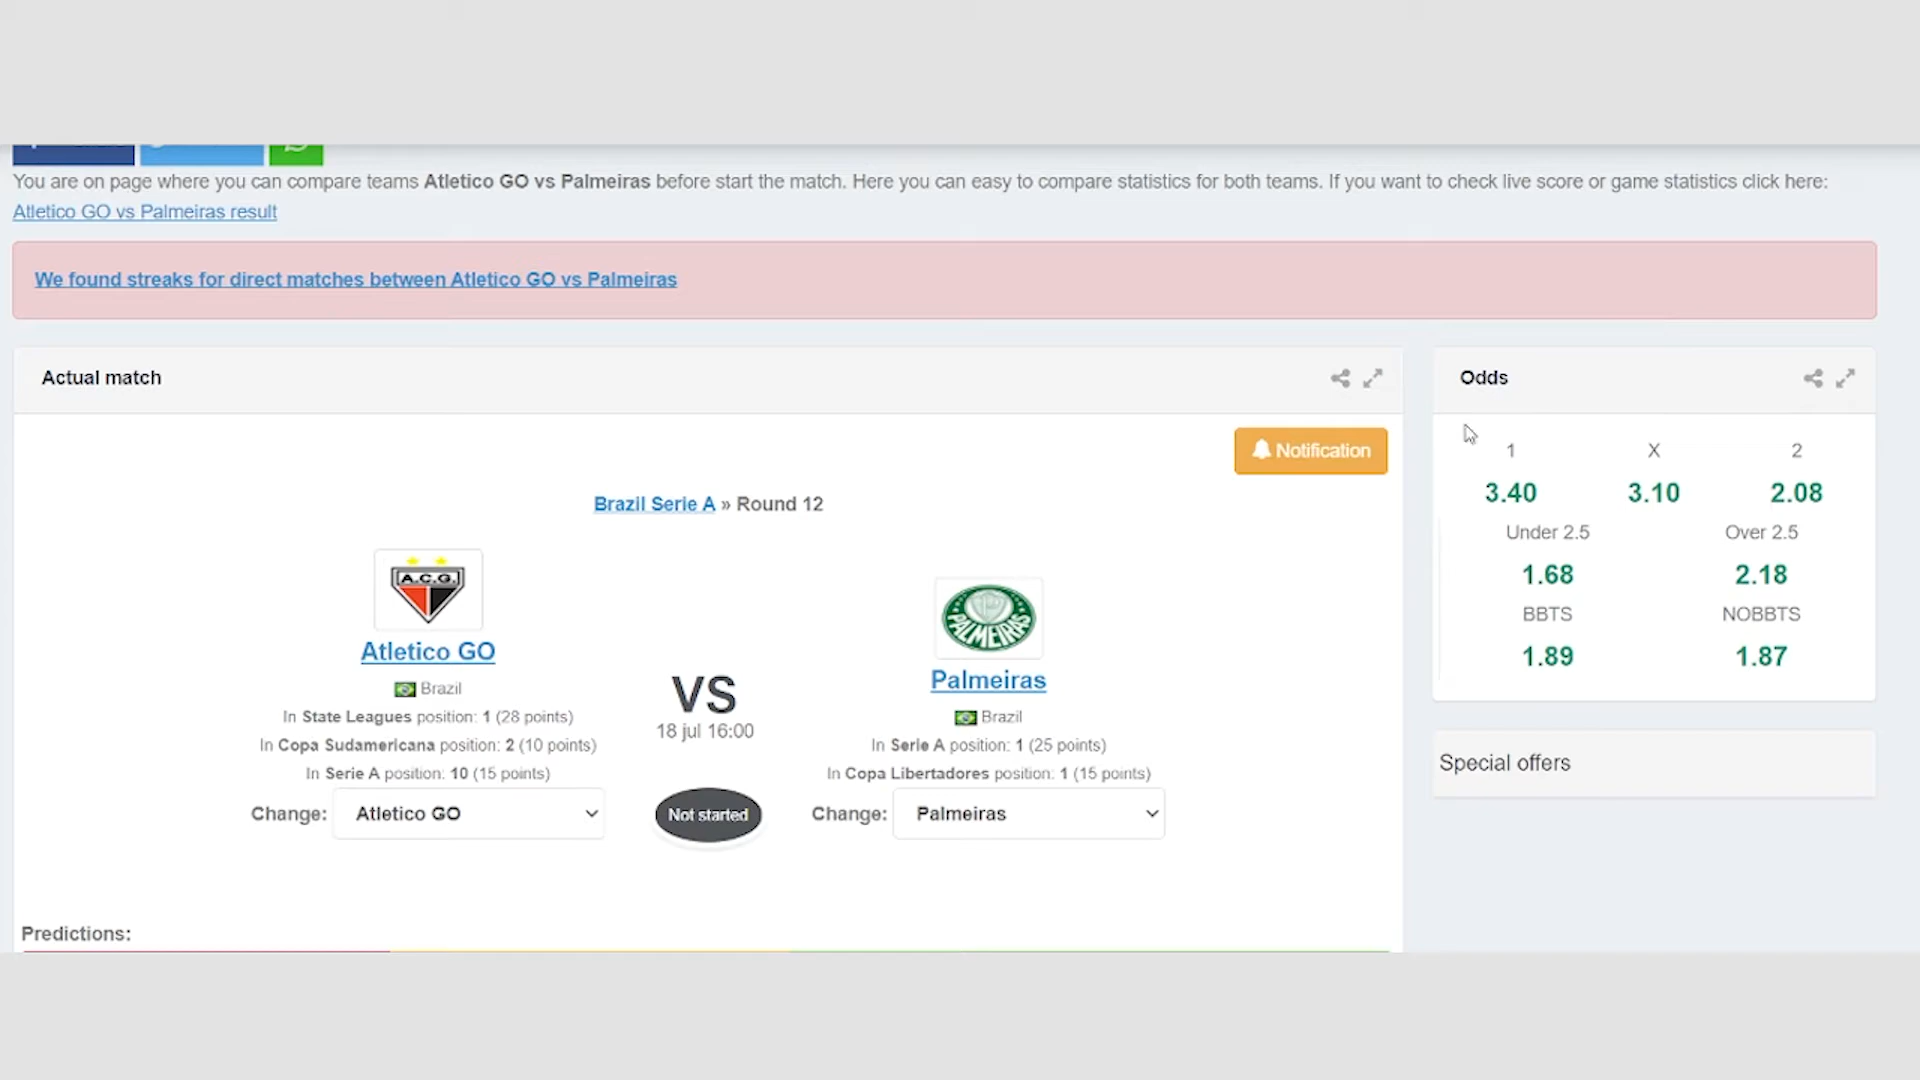 You are on page where you can compare teams Atletico GO vs Palmeiras before start the match. Here you can easy to compare statistics for both teams. If you want to check live score or game statistics click here:
Atletico GO vs Palmeiras result
We found streaks for direct matches between Atletico GO vs Palmeiras
Actual match
Notification
Brazil Serie A » Round 12
A.C.G.
Atletico GO
Brazil
In State Leagues position: 1 (28 points)
In Copa Sudamericana position: 2 (10 points)
In Serie A position: 10 (15 points)
Change: Atletico GO
VS
18 jul 16:00
Not started
PALMEIRAS
Palmeiras
Brazil
In Serie A position: 1 (25 points)
In Copa Libertadores position: 1 (15 points)
Change: Palmeiras
Predictions:
Odds
1 X 2
3.40 3.10 2.08
Under 2.5 Over 2.5
1.68 2.18
BBTS NOBBTS
1.89 1.87
Special offers